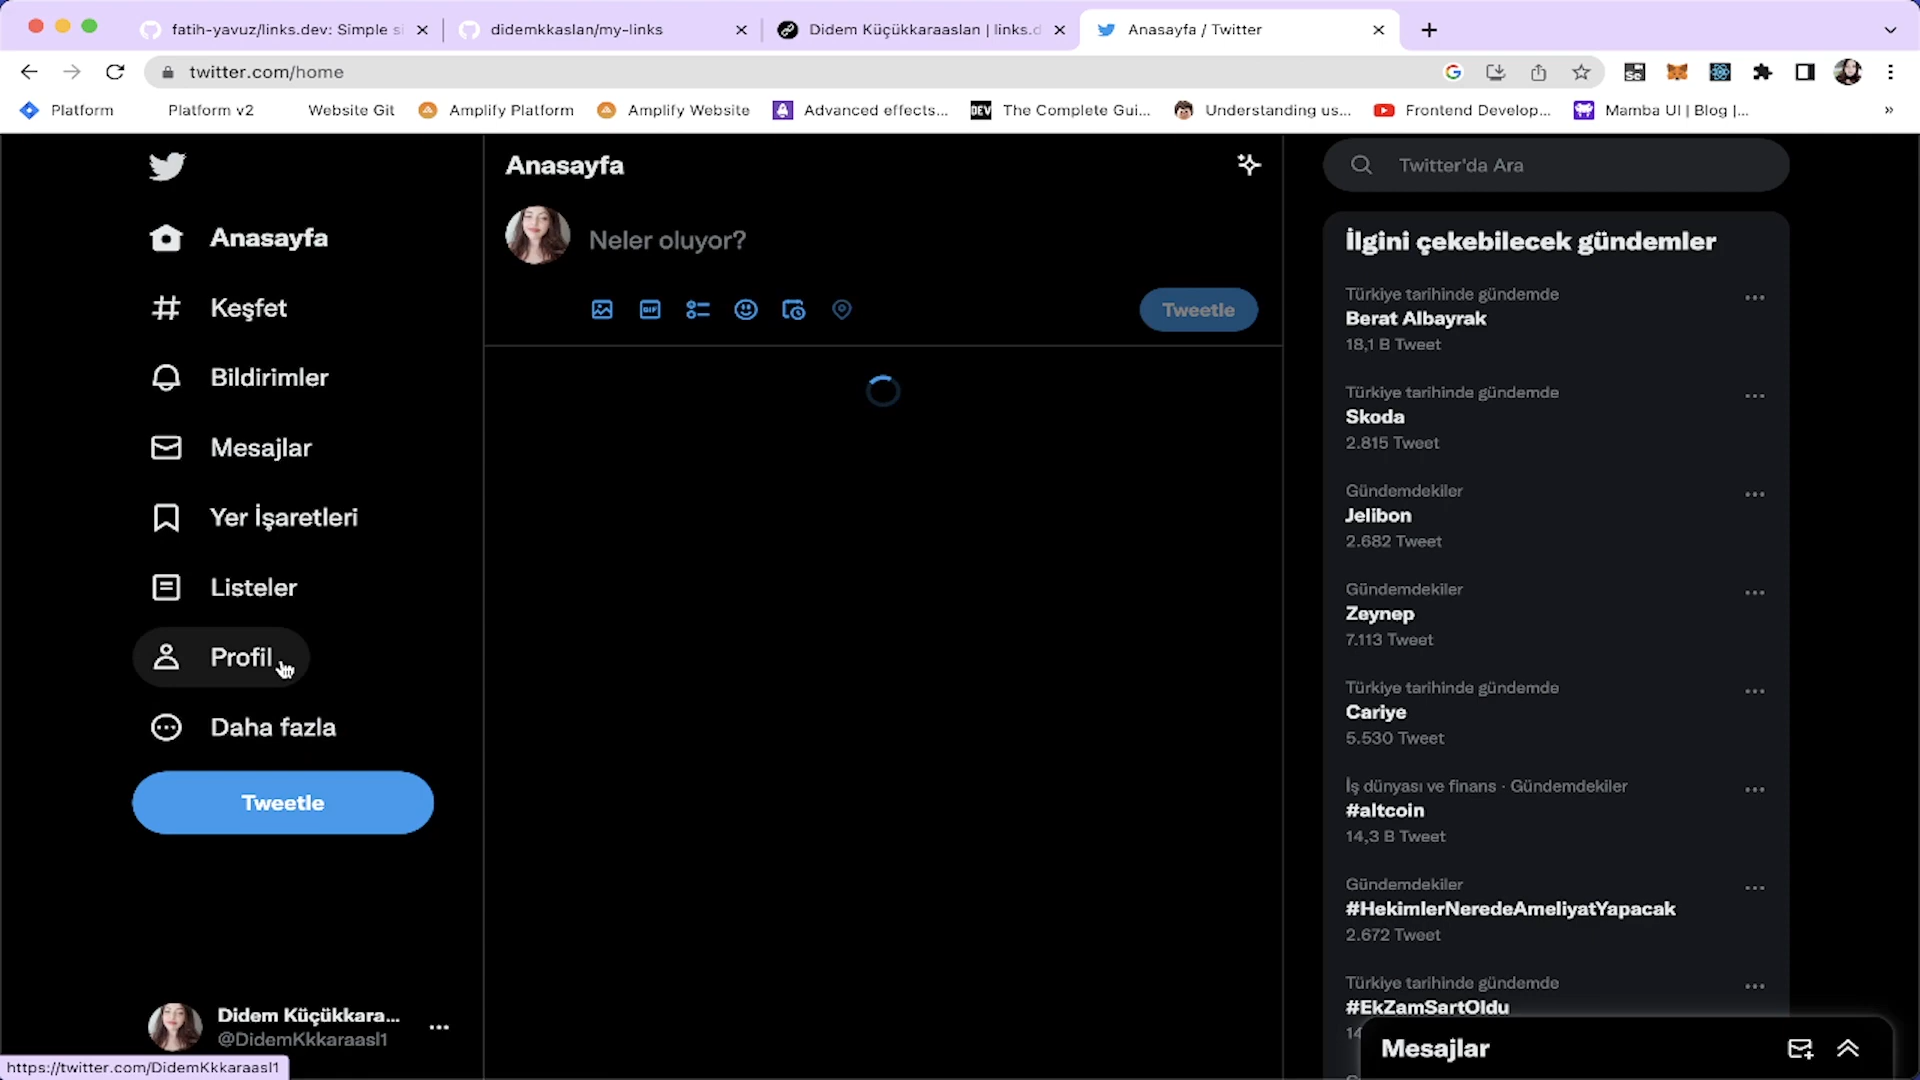 fatih-yavuz/links.dev: Simple si
didemkkaslan/my-links
Didem Küçükkaraaslan | links.d
Anasayfa / Twitter
twitter.com/home
Platform
Platform v2
Website Git
Amplify Platform
Amplify Website
Advanced effects...
DEV
The Complete Gui...
Understanding us...
Frontend Develop...
Mamba UI | Blog |...
»
Anasayfa
Keşfet
Bildirimler
Mesajlar
Yer İşaretleri
Listeler
Profil
Daha fazla
Tweetle
Didem Küçükkara...
@DidemKkkaraasl1
https://twitter.com/DidemKkkaraasl1
Anasayfa
Neler oluyor?
GIF
Tweetle
Twitter'da Ara
İlgini çekebilecek gündemler
Türkiye tarihinde gündemde
Berat Albayrak
18,1 B Tweet
Türkiye tarihinde gündemde
Skoda
2.815 Tweet
Gündemdekiler
Jelibon
2.682 Tweet
Gündemdekiler
Zeynep
7.113 Tweet
Türkiye tarihinde gündemde
Cariye
5.530 Tweet
İş dünyası ve finans · Gündemdekiler
#altcoin
14,3 B Tweet
Gündemdekiler
#HekimlerNeredeAmeliyatYapacak
2.672 Tweet
Türkiye tarihinde gündemde
#EkZamSartOldu
Mesajlar